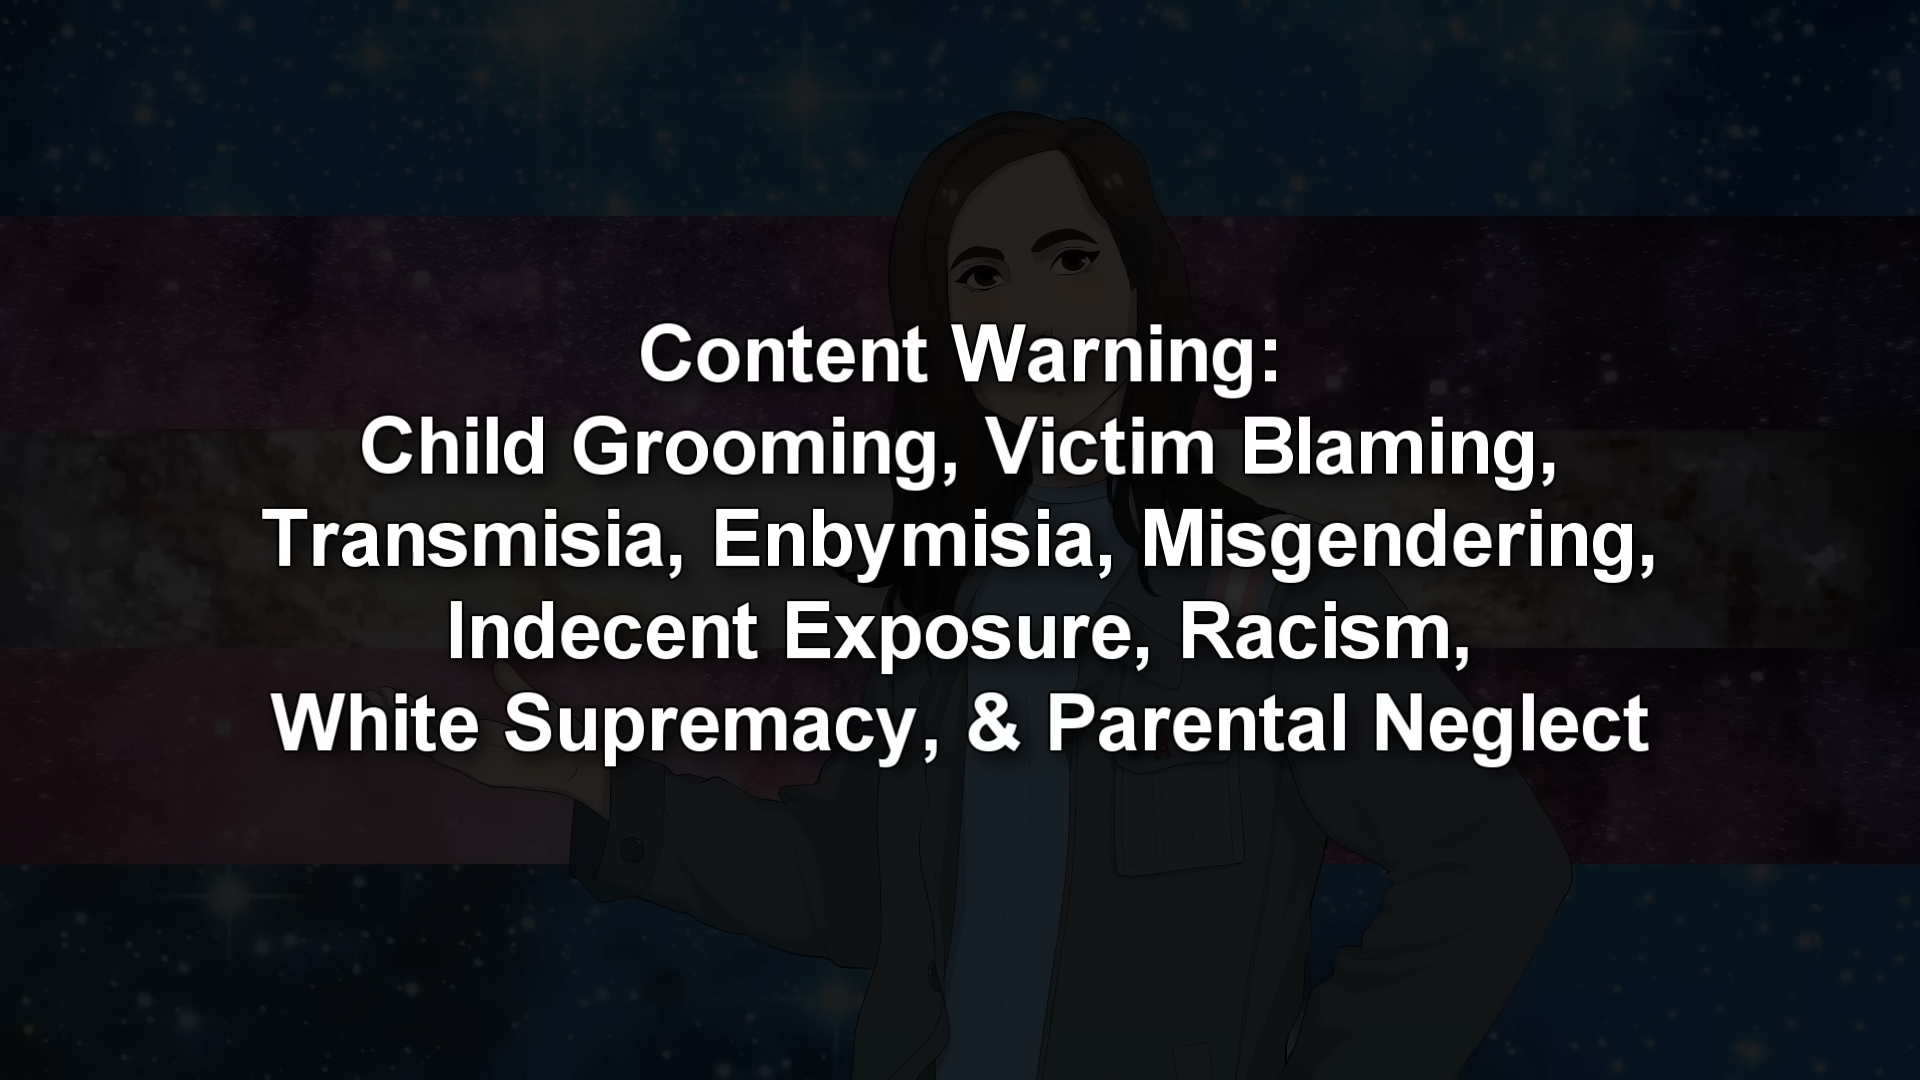 Content Warning:
Child Grooming, Victim Blaming,
Transmisia, Enbymisia, Misgendering,
Indecent Exposure, Racism,
White Supremacy, & Parental Neglect